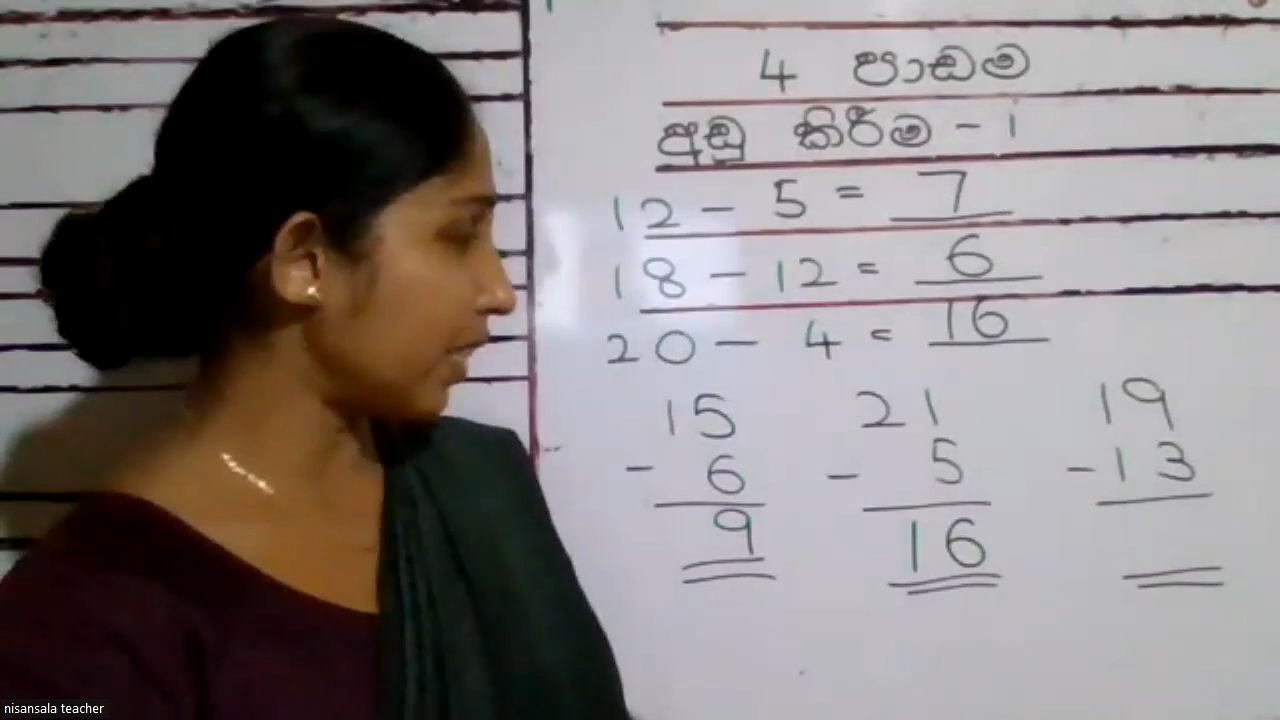 4 පාඩම
අඩු කිරීම - 1
12 - 5 = 7
18 - 12 = 6
20 - 4 = 16
15 21 19
- 6 - 5 - 13
9 16
nisansala teacher